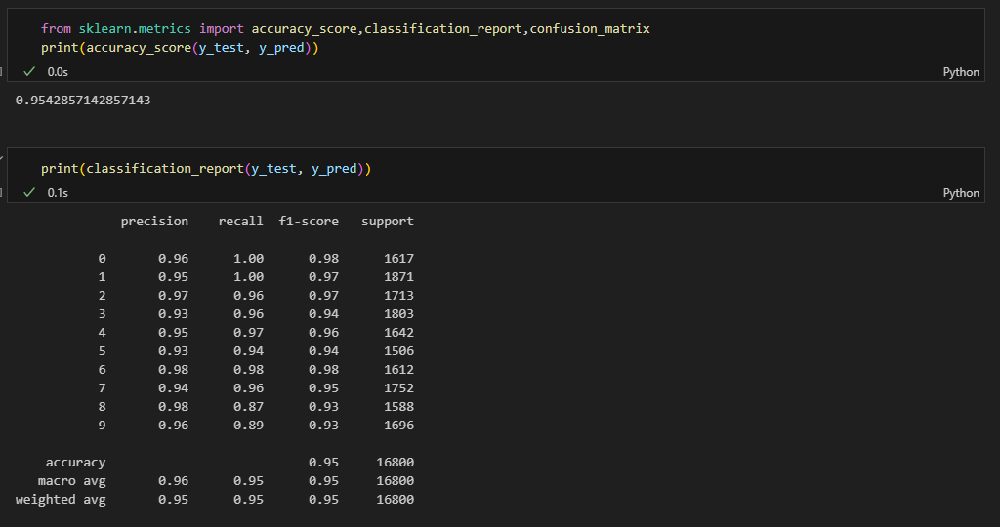 from sklearn.metrics import accuracy_score,classification_report,confusion_matrix
print(accuracy_score(y_test, y_pred))
0.0s Python
0.9542857142857143
print(classification_report(y_test, y_pred))
0.1s Python
precision recall f1-score support
0 0.96 1.00 0.98 1617
1 0.95 1.00 0.97 1871
2 0.97 0.96 0.97 1713
3 0.93 0.96 0.94 1803
4 0.95 0.97 0.96 1642
5 0.93 0.94 0.94 1506
6 0.98 0.98 0.98 1612
7 0.94 0.96 0.95 1752
8 0.98 0.87 0.93 1588
9 0.96 0.89 0.93 1696
accuracy 0.95 16800
macro avg 0.96 0.95 0.95 16800
weighted avg 0.95 0.95 0.95 16800